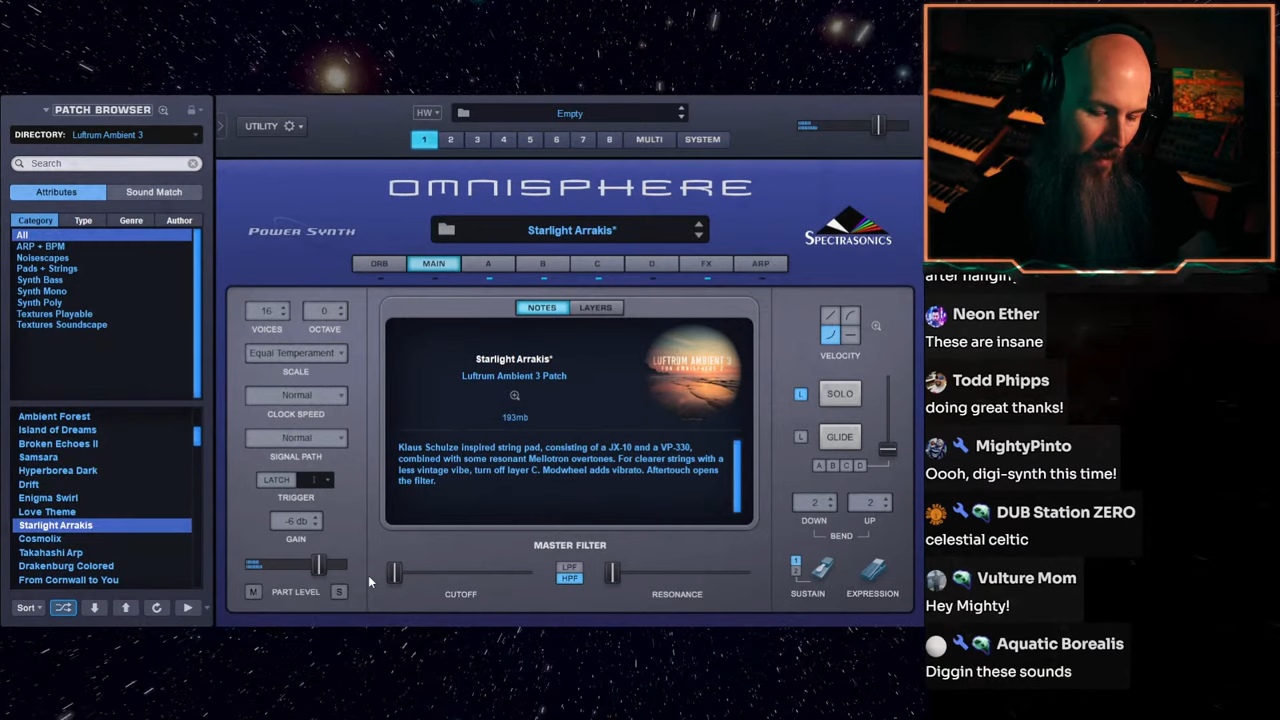 PATCH BROWSER
DIRECTORY: Luftrum Ambient 3
Search
Attributes Sound Match
Category Type Genre Author
All
ARP + BPM
Noisescapes
Pads + Strings
Synth Bass
Synth Mono
Synth Poly
Textures Playable
Textures Soundscape
Ambient Forest
Island of Dreams
Broken Echoes II
Samsara
Hyperborea Dark
Drift
Enigma Swirl
Love Theme
Starlight Arrakis
Cosmolix
Takahashi Arp
Drakenburg Colored
From Cornwall to You
Sort
UTILITY
HW
Empty
1 2 3 4 5 6 7 8 MULTI SYSTEM
OMNISPHERE
POWER SYNTH
Starlight Arrakis*
SPECTRASONICS
ORB MAIN A B C D FX ARP
16 0
VOICES OCTAVE
Equal Temperament
SCALE
Normal
CLOCK SPEED
Normal
SIGNAL PATH
LATCH 1
TRIGGER
-6 db
GAIN
M PART LEVEL S
NOTES LAYERS
Starlight Arrakis*
Luftrum Ambient 3 Patch
193mb
LUFTRUM AMBIENT 3
Klaus Schulze inspired string pad, consisting of a JX-10 and a VP-330,
combined with some resonant Mellotron overtones. For clearer strings with a
less vintage vibe, turn off layer C. Modwheel adds vibrato. Aftertouch opens
the filter.
MASTER FILTER
LPF
HPF
CUTOFF RESONANCE
VELOCITY
L SOLO
L GLIDE
A B C D
2 2
DOWN UP
BEND
1
2
SUSTAIN EXPRESSION
Neon Ether
These are insane
Todd Phipps
doing great thanks!
MightyPinto
Oooh, digi-synth this time!
DUB Station ZERO
celestial celtic
Vulture Mom
Hey Mighty!
Aquatic Borealis
Diggin these sounds